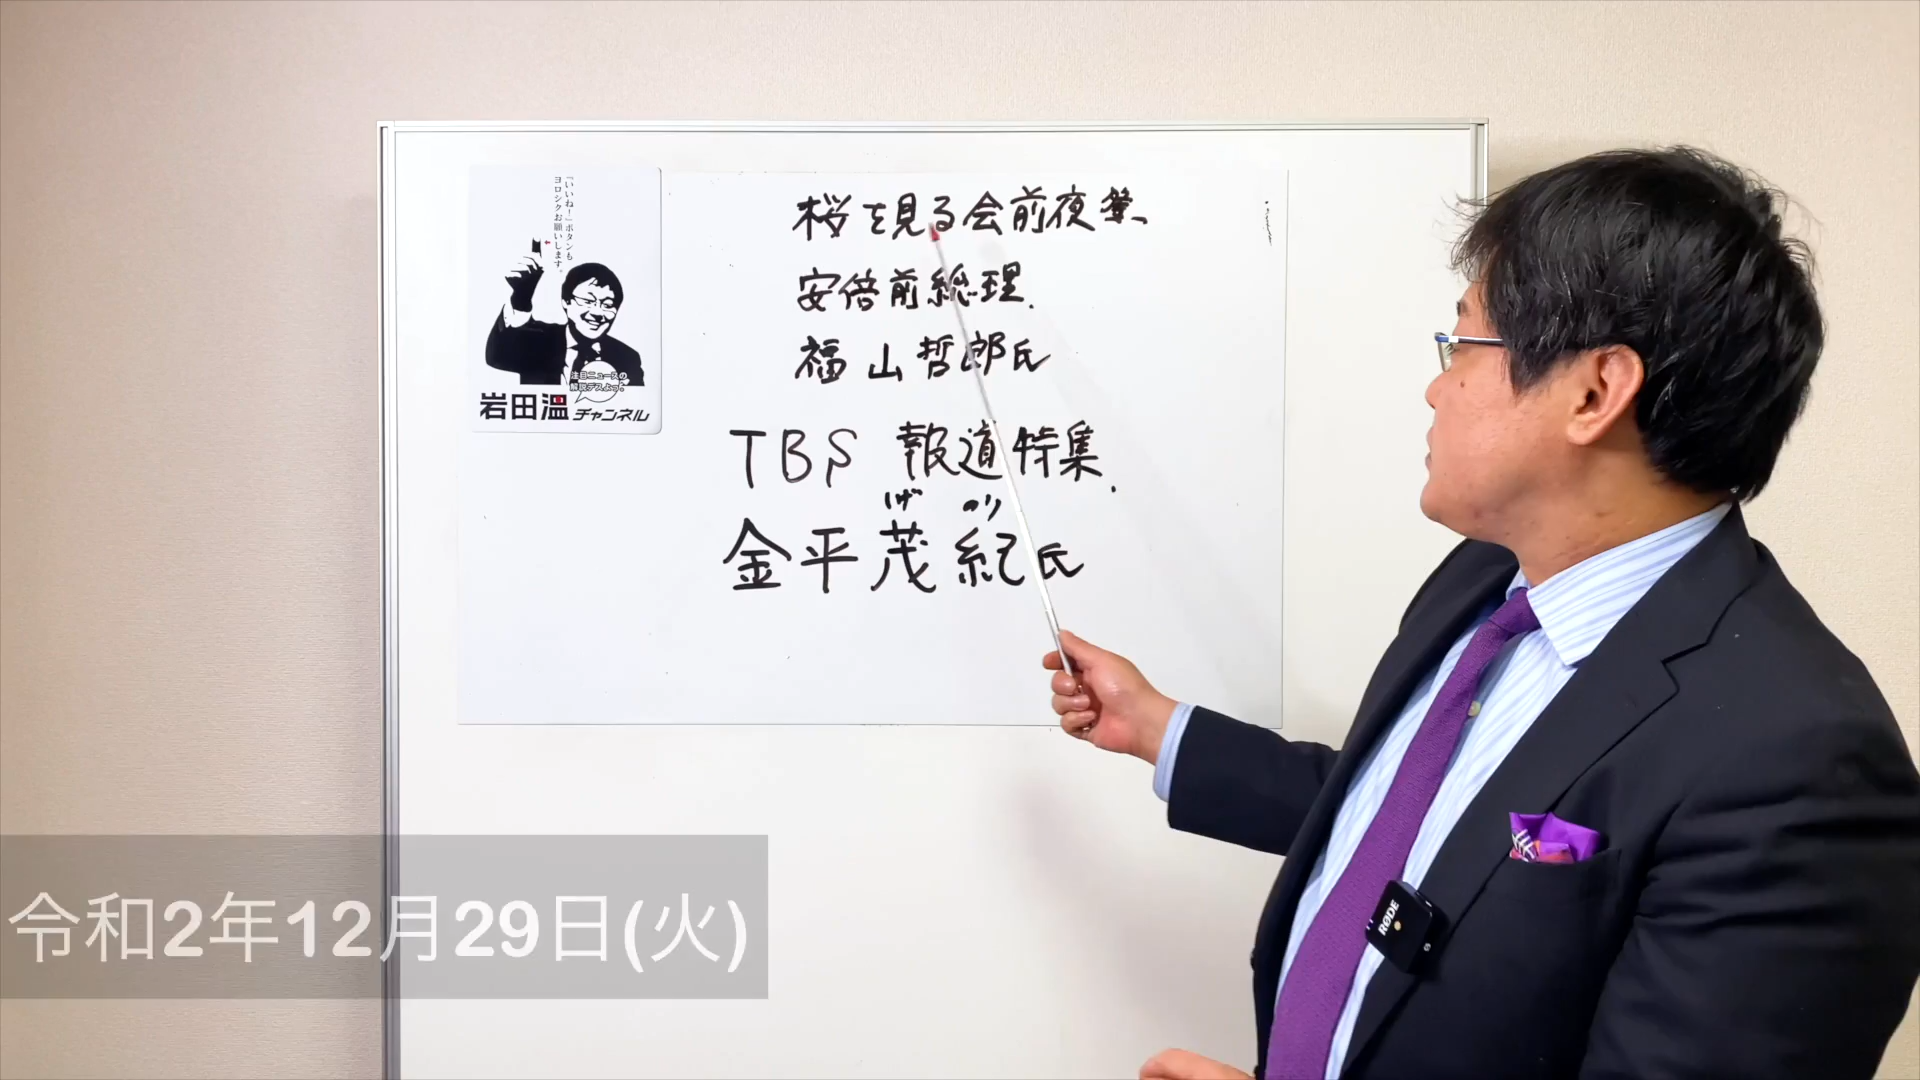 「いいね！」ボタンも
ヨロシクお願いします。
注目ニュースの
解説デスよっ!
岩田温チャンネル
桜を見る会前夜祭、
安倍前総理.
福山哲郎氏
TBS 報道特集.
しげ のり
金平茂紀氏
RØDE
令和2年12月29日(火)